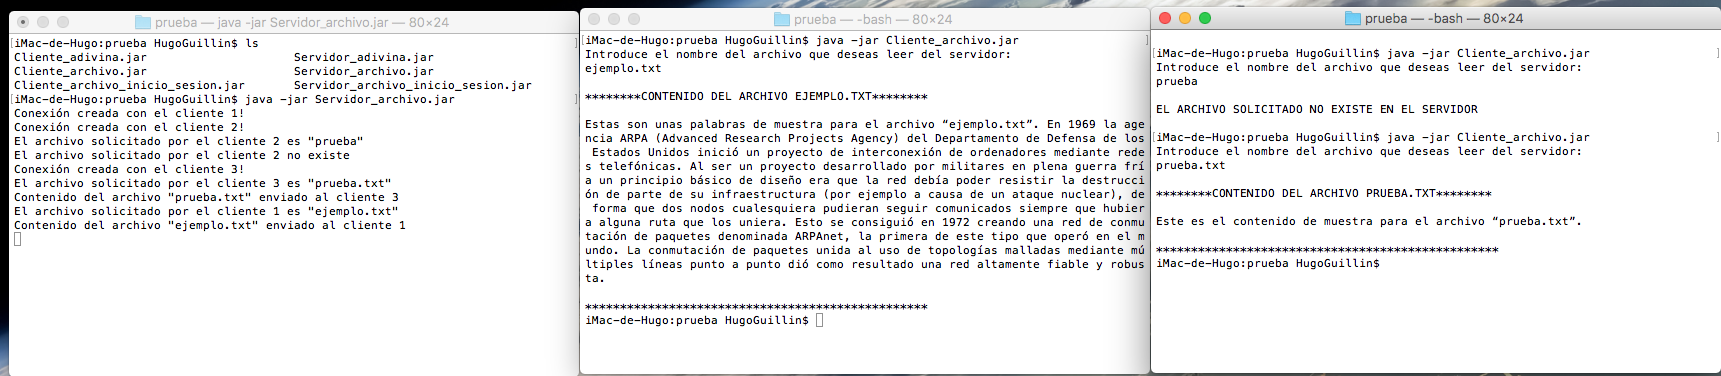 prueba — java -jar Servidor_archivo.jar — 80×24
[iMac-de-Hugo:prueba HugoGuillin$ ls ]
Cliente_adivina.jar Servidor_adivina.jar
Cliente_archivo.jar Servidor_archivo.jar
Cliente_archivo_inicio_sesion.jar Servidor_archivo_inicio_sesion.jar
[iMac-de-Hugo:prueba HugoGuillin$ java -jar Servidor_archivo.jar ]
Conexión creada con el cliente 1!
Conexión creada con el cliente 2!
El archivo solicitado por el cliente 2 es "prueba"
El archivo solicitado por el cliente 2 no existe
Conexión creada con el cliente 3!
El archivo solicitado por el cliente 3 es "prueba.txt"
Contenido del archivo "prueba.txt" enviado al cliente 3
El archivo solicitado por el cliente 1 es "ejemplo.txt"
Contenido del archivo "ejemplo.txt" enviado al cliente 1
prueba — -bash — 80×24
[iMac-de-Hugo:prueba HugoGuillin$ java -jar Cliente_archivo.jar ]
Introduce el nombre del archivo que deseas leer del servidor:
ejemplo.txt
********CONTENIDO DEL ARCHIVO EJEMPLO.TXT********
Estas son unas palabras de muestra para el archivo “ejemplo.txt”. En 1969 la age
ncia ARPA (Advanced Research Projects Agency) del Departamento de Defensa de los
Estados Unidos inició un proyecto de interconexión de ordenadores mediante rede
s telefónicas. Al ser un proyecto desarrollado por militares en plena guerra frí
a un principio básico de diseño era que la red debía poder resistir la destrucci
ón de parte de su infraestructura (por ejemplo a causa de un ataque nuclear), de
forma que dos nodos cualesquiera pudieran seguir comunicados siempre que hubier
a alguna ruta que los uniera. Esto se consiguió en 1972 creando una red de conmu
tación de paquetes denominada ARPAnet, la primera de este tipo que operó en el m
undo. La conmutación de paquetes unida al uso de topologías malladas mediante mú
ltiples líneas punto a punto dió como resultado una red altamente fiable y robus
ta.
*************************************************
iMac-de-Hugo:prueba HugoGuillin$
prueba — -bash — 80×24
[iMac-de-Hugo:prueba HugoGuillin$ java -jar Cliente_archivo.jar ]
Introduce el nombre del archivo que deseas leer del servidor:
prueba
EL ARCHIVO SOLICITADO NO EXISTE EN EL SERVIDOR
[iMac-de-Hugo:prueba HugoGuillin$ java -jar Cliente_archivo.jar ]
Introduce el nombre del archivo que deseas leer del servidor:
prueba.txt
********CONTENIDO DEL ARCHIVO PRUEBA.TXT********
Este es el contenido de muestra para el archivo “prueba.txt”.
*************************************************
iMac-de-Hugo:prueba HugoGuillin$